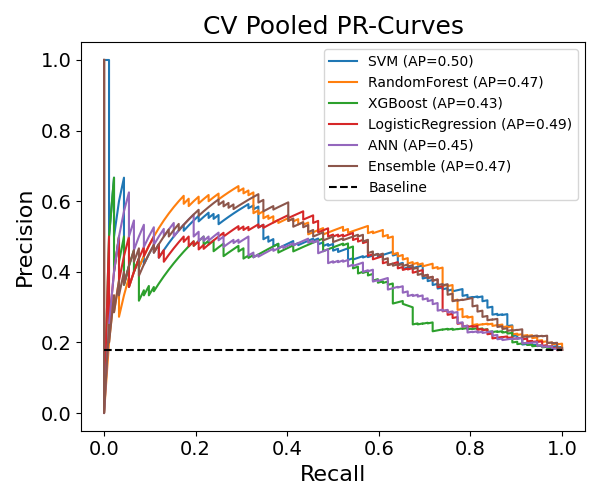 CV Pooled PR-Curves
SVM (AP=0.50)
RandomForest (AP=0.47)
XGBoost (AP=0.43)
LogisticRegression (AP=0.49)
ANN (AP=0.45)
Ensemble (AP=0.47)
Baseline
Precision
1.0
0.8
0.6
0.4
0.2
0.0
0.0 0.2 0.4 0.6 0.8 1.0
Recall